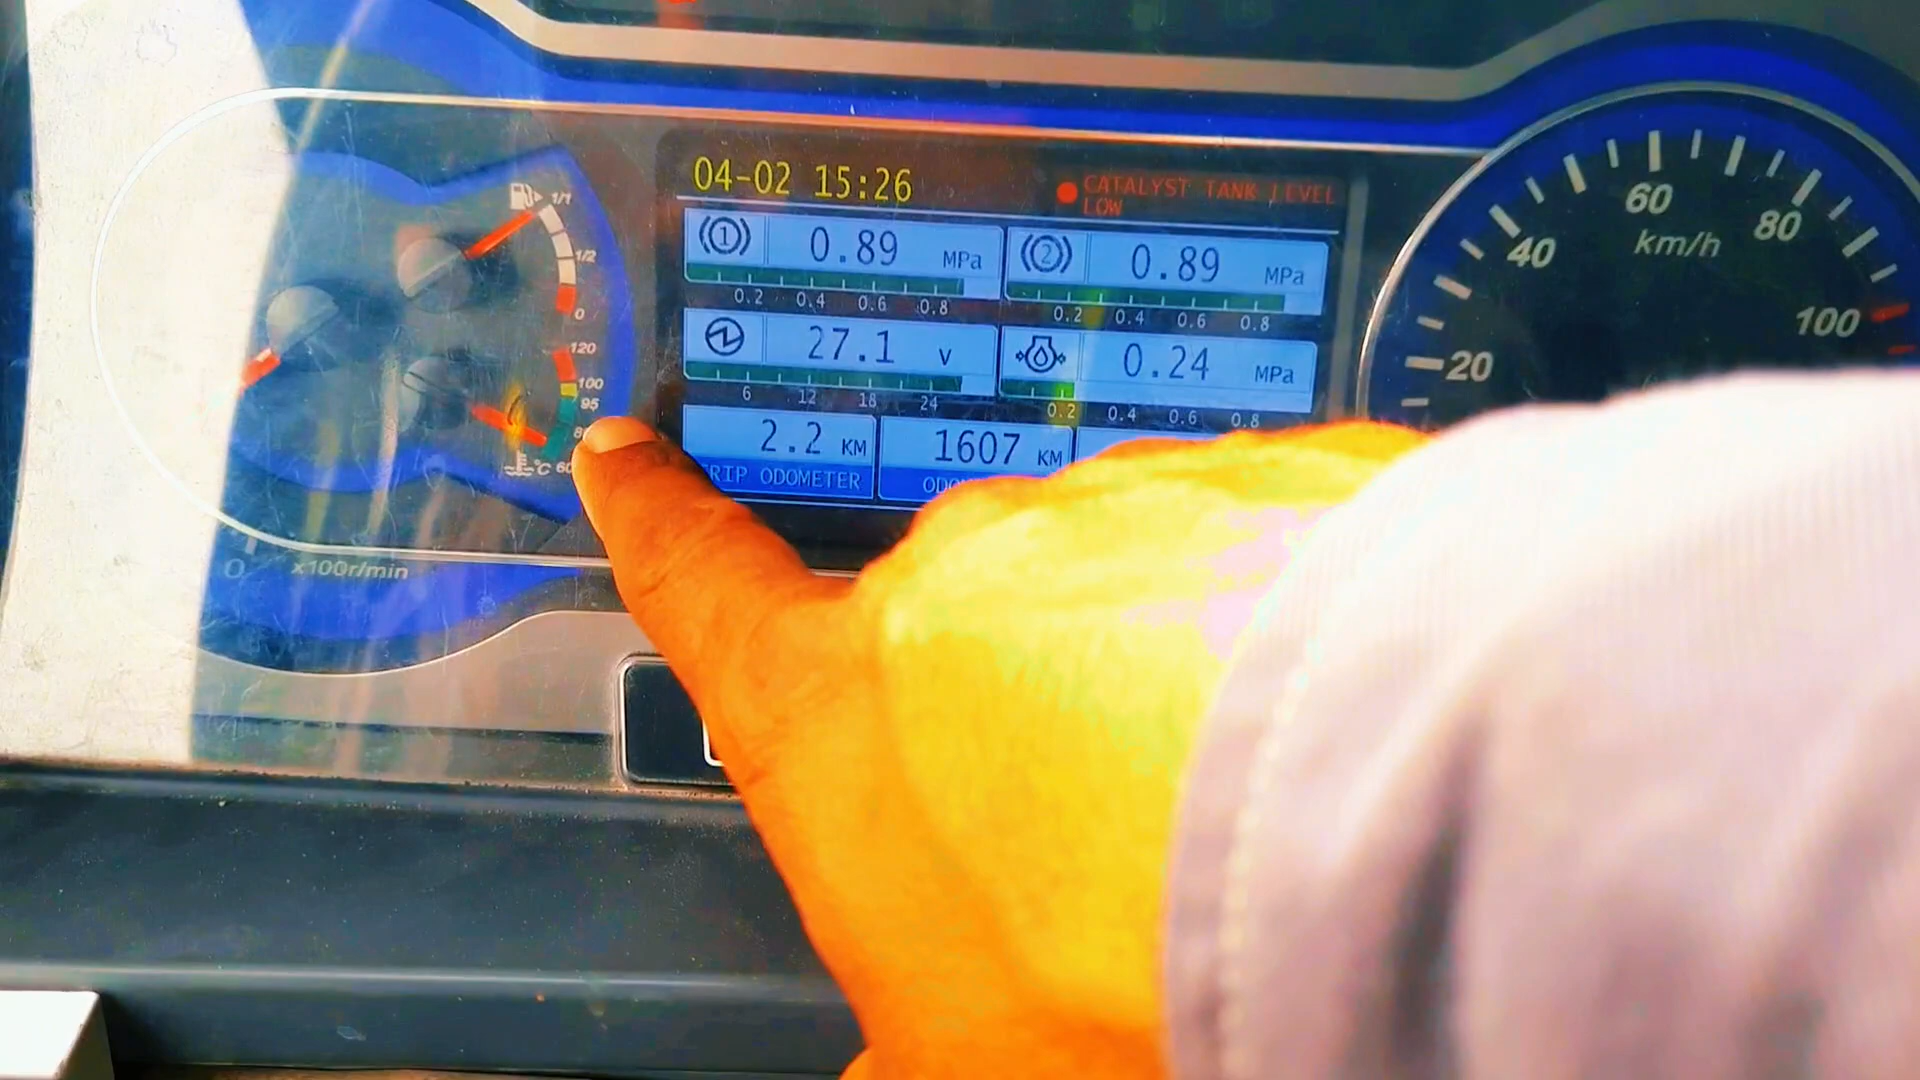 04-02 15:26
CATALYST TANK LEVEL
LOW
1 0.89 MPa
0.2 0.4 0.6 0.8
2 0.89 MPa
0.2 0.4 0.6 0.8
27.1 V
6 12 18 24
0.24 MPa
0.2 0.4 0.6 0.8
2.2 KM
RIP ODOMETER
1607 KM
1/1
1/2
0
120
100
95
°C 60
0 x100r/min
20
40
60
80
100
km/h